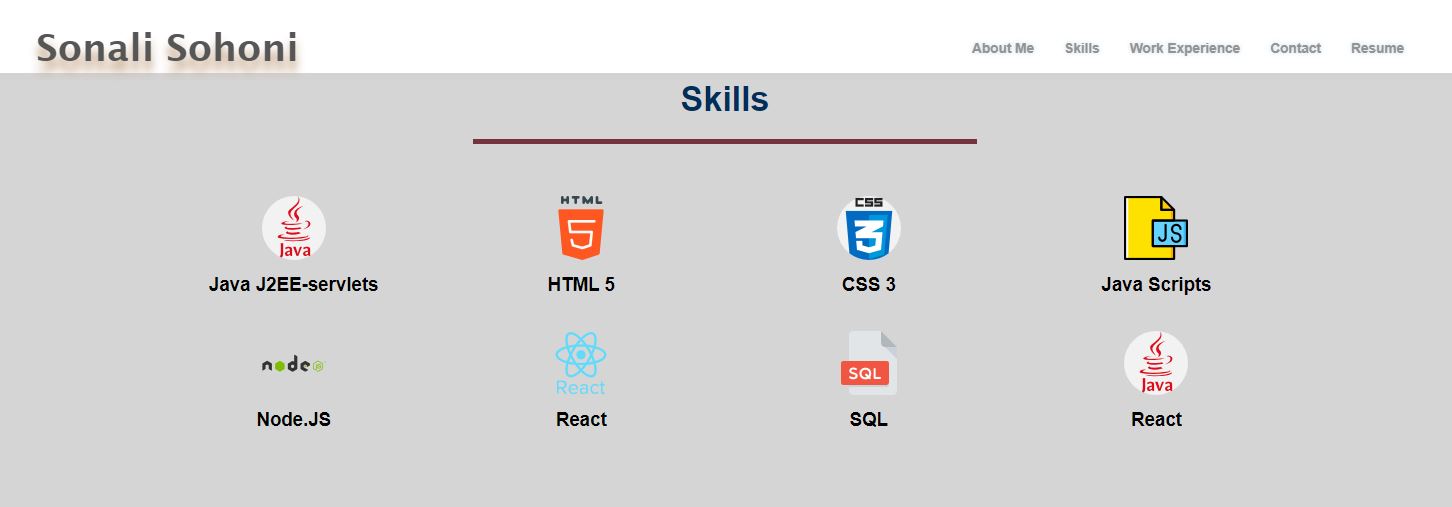 Sonali Sohoni
About Me Skills Work Experience Contact Resume
Skills
Java HTML 5 CSS 3 JS
Java J2EE-servlets HTML 5 CSS 3 Java Scripts
node JS React SQL Java
Node.JS React SQL React